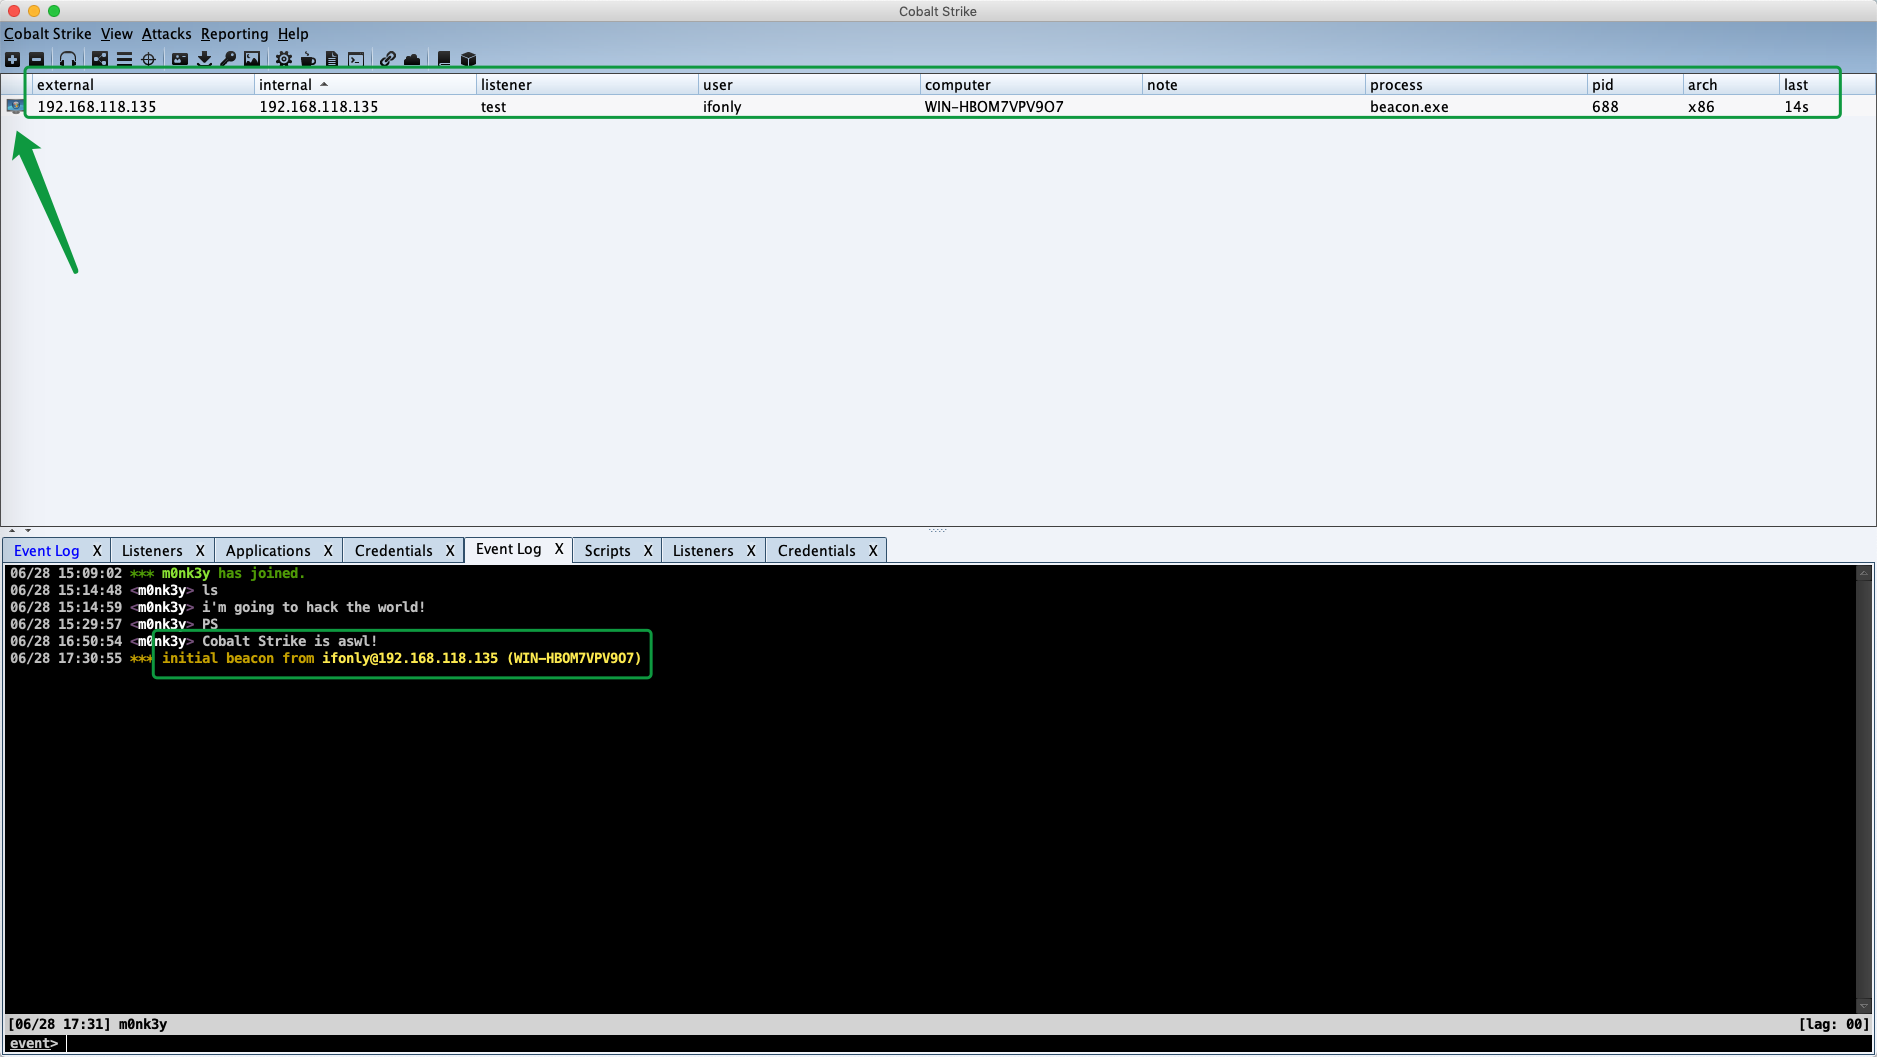 Cobalt Strike
Cobalt Strike View Attacks Reporting Help
external internal listener user computer note process pid arch last
192.168.118.135 192.168.118.135 test ifonly WIN-HBOM7VPV9O7 beacon.exe 688 x86 14s
Event Log X Listeners X Applications X Credentials X Event Log X Scripts X Listeners X Credentials X
06/28 15:09:02 *** m0nk3y has joined.
06/28 15:14:48 <m0nk3y> ls
06/28 15:14:59 <m0nk3y> i'm going to hack the world!
06/28 15:29:57 <m0nk3y> PS
06/28 16:50:54 <m0nk3y> Cobalt Strike is aswl!
06/28 17:30:55 *** initial beacon from ifonly@192.168.118.135 (WIN-HBOM7VPV9O7)
[06/28 17:31] m0nk3y [lag: 00]
event>